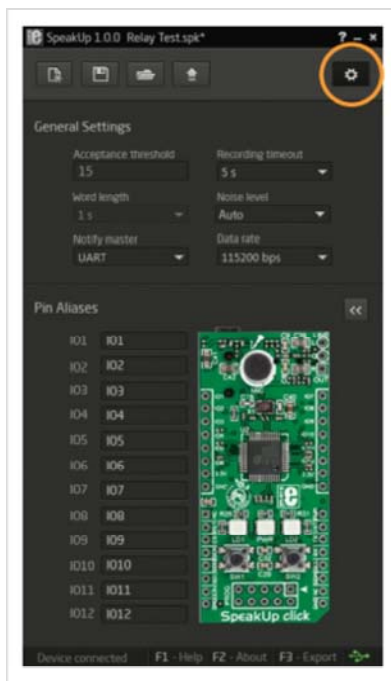 SpeakUp 1.0.0 Relay Test.spk* ? – ×
General Settings
Acceptance threshold Recording timeout
15 5 s
Word length Noise level
1 s Auto
Notify master Data rate
UART 115200 bps
Pin Aliases <<
IO1 IO1
IO2 IO2
IO3 IO3
IO4 IO4
IO5 IO5
IO6 IO6
IO7 IO7
IO8 IO8
IO9 IO9
IO10 IO10
IO11 IO11
IO12 IO12
SpeakUp click
Device connected F1 - Help F2 - About F3 - Export